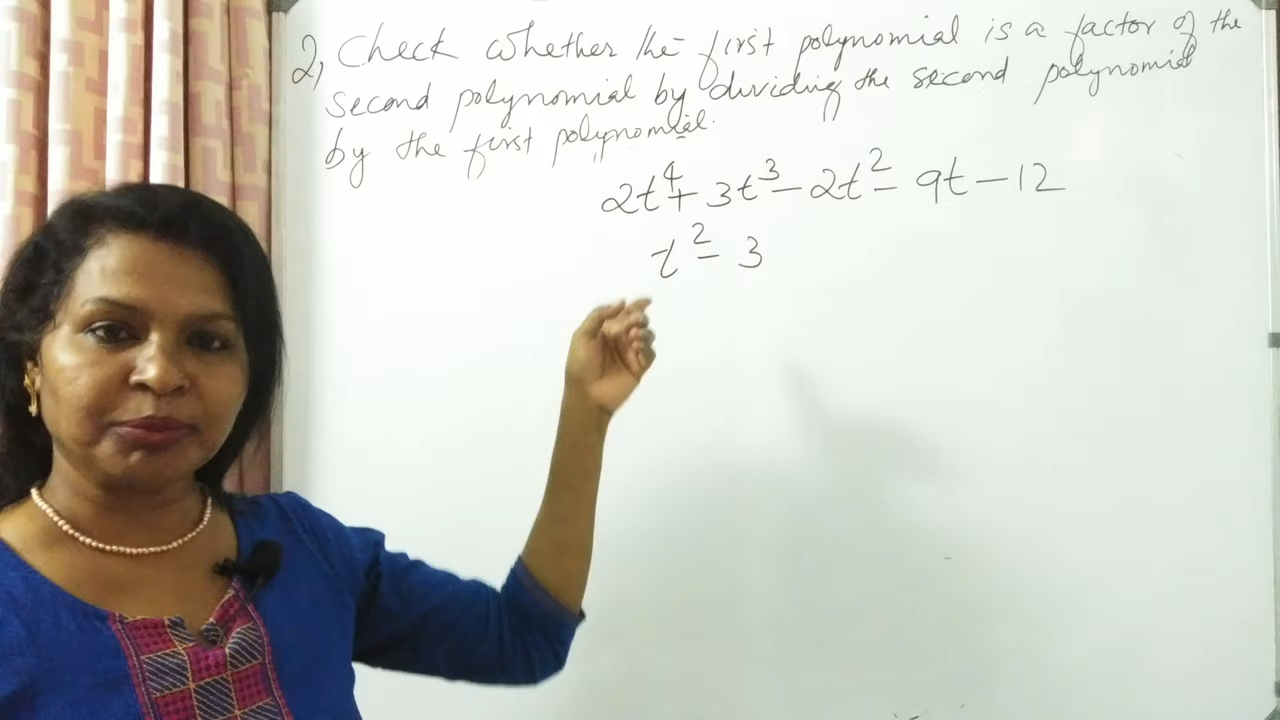 2, Check whether the first polynomial is a factor of the
second polynomial by dividing the second polynomial
by the first polynomial.
2t⁴ + 3t³ - 2t² - 9t - 12
t² - 3